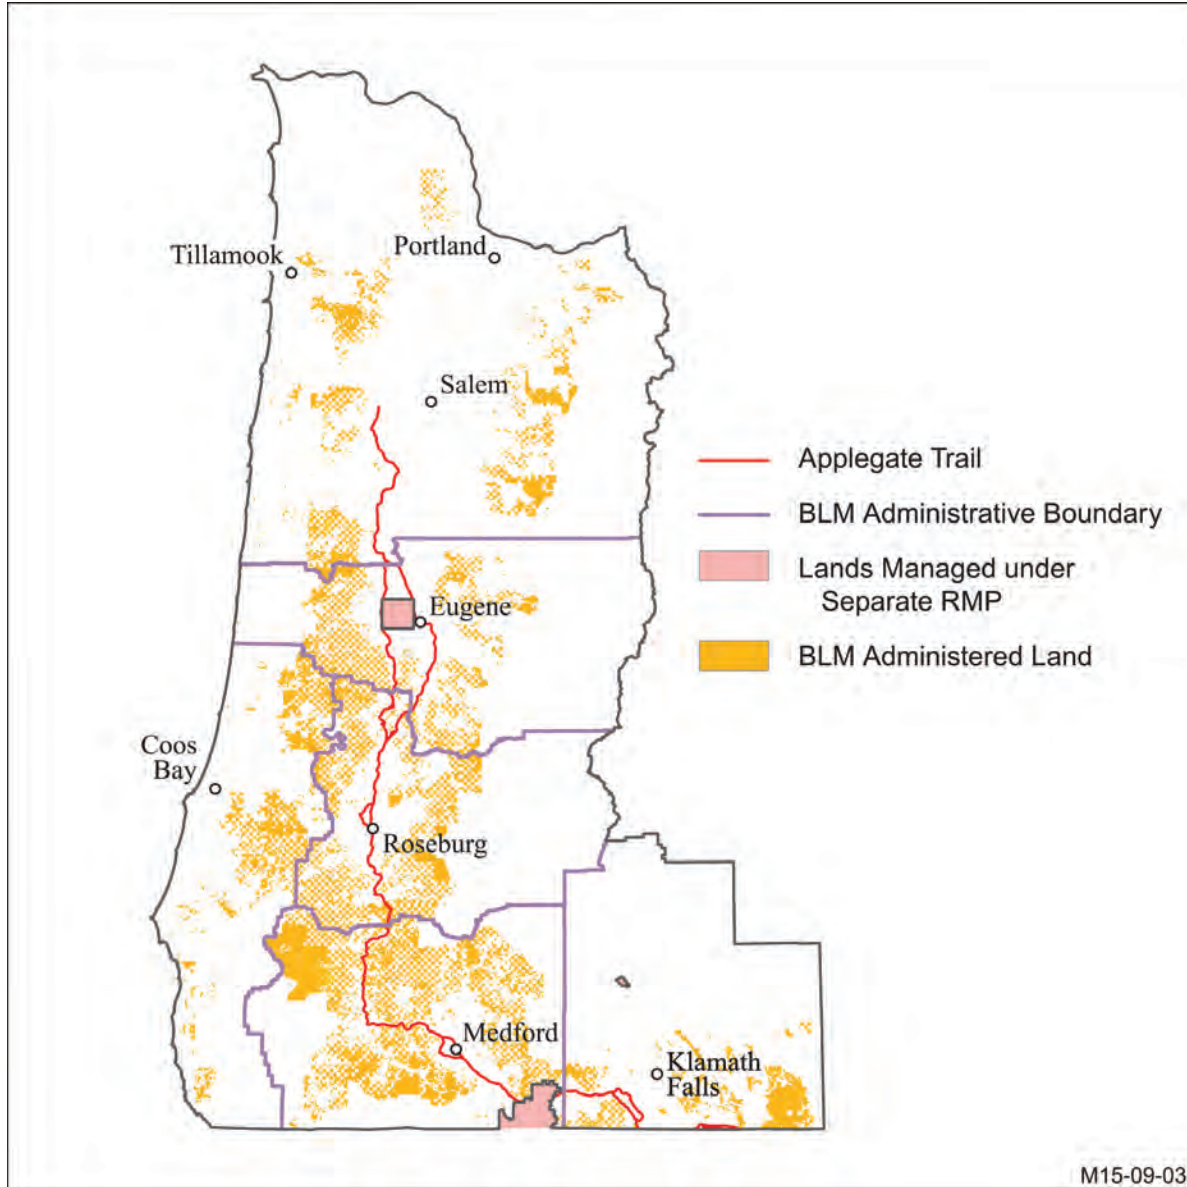 Tillamook
Portland
Salem
Eugene
Coos
Bay
Roseburg
Medford
Klamath
Falls
Applegate Trail
BLM Administrative Boundary
Lands Managed under
Separate RMP
BLM Administered Land
M15-09-03